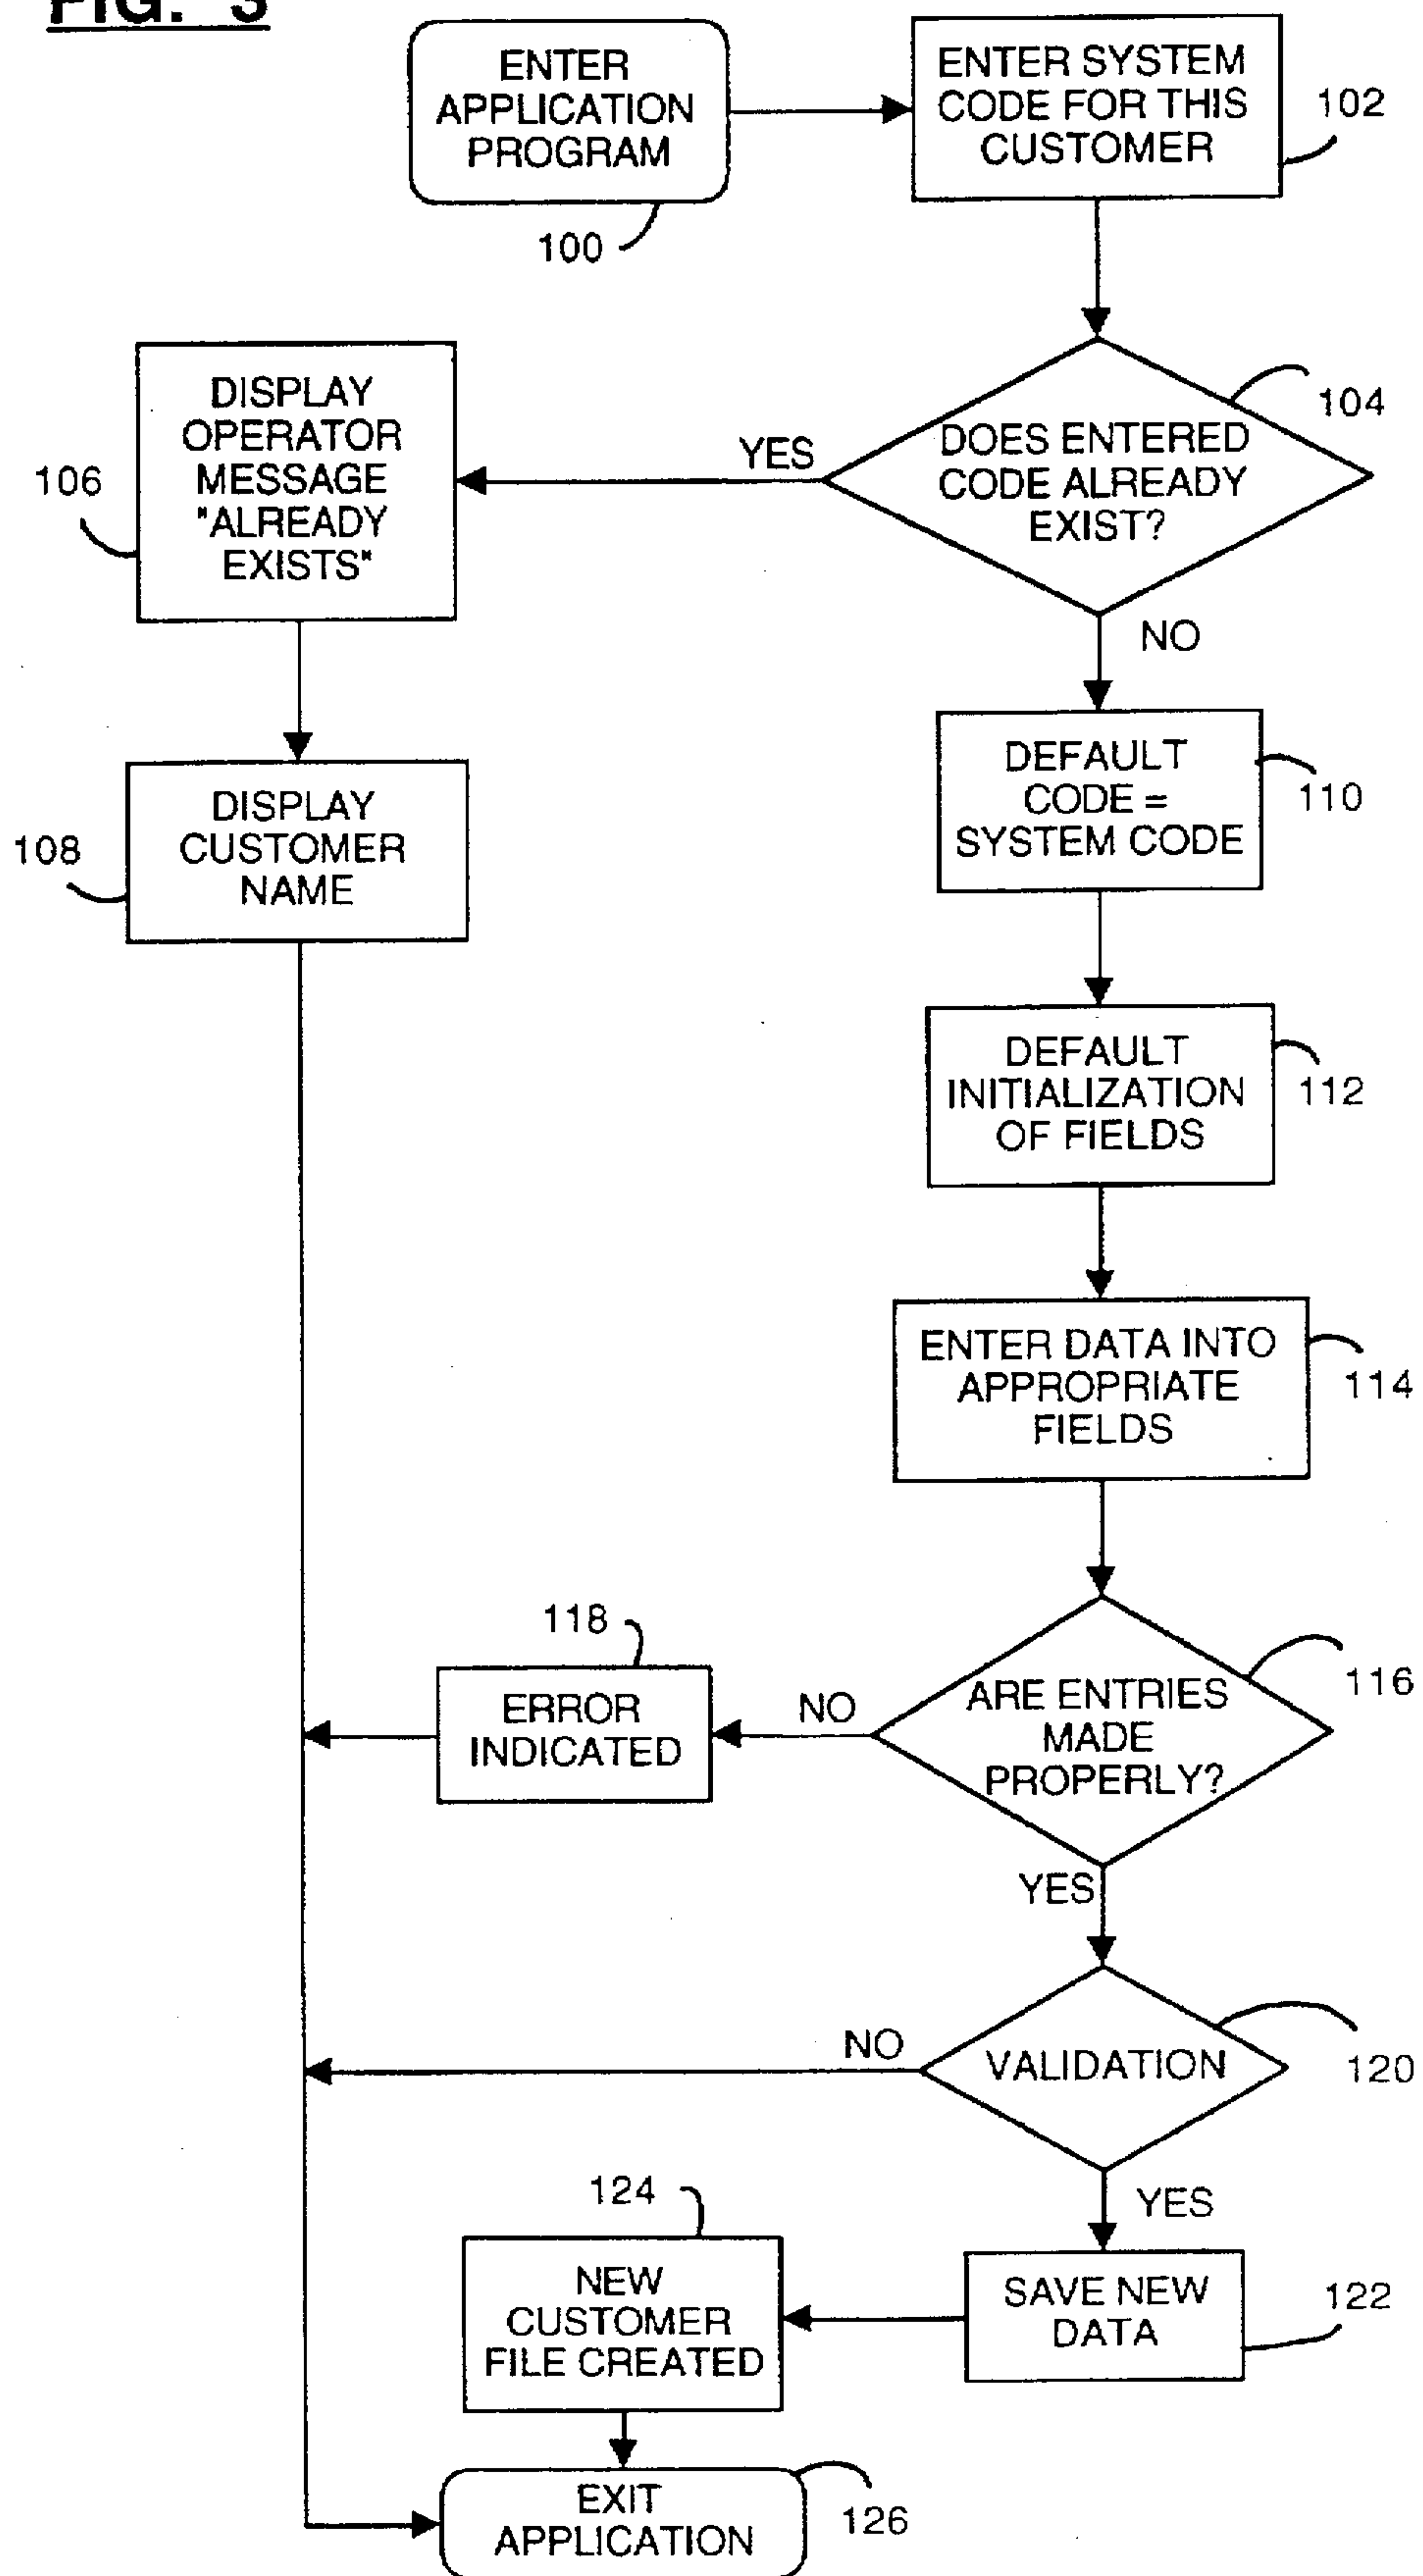 FIG. 3
ENTER
APPLICATION
PROGRAM
100
ENTER SYSTEM
CODE FOR THIS
CUSTOMER
102
DOES ENTERED
CODE ALREADY
EXIST?
104
YES
NO
DISPLAY
OPERATOR
MESSAGE
"ALREADY
EXISTS"
106
DISPLAY
CUSTOMER
NAME
108
DEFAULT
CODE =
SYSTEM CODE
110
DEFAULT
INITIALIZATION
OF FIELDS
112
ENTER DATA INTO
APPROPRIATE
FIELDS
114
ARE ENTRIES
MADE
PROPERLY?
116
NO
YES
118
ERROR
INDICATED
VALIDATION
120
NO
YES
SAVE NEW
DATA
122
124
NEW
CUSTOMER
FILE CREATED
EXIT
APPLICATION
126